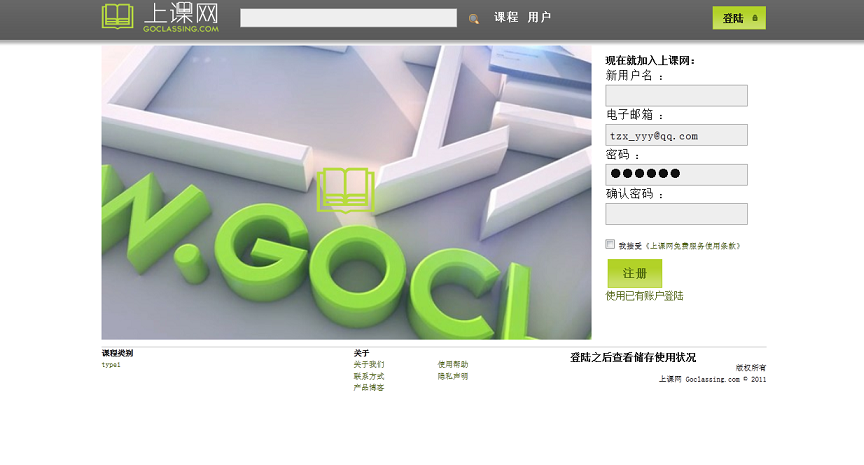 上课网
GOCLASSING.COM
课程 用户
登陆
W.GOCL
现在就加入上课网：
新用户名 ：
电子邮箱 ：
tzx_yyy@qq.com
密码 ：
●●●●●●
确认密码 ：
我接受《上课网免费服务使用条款》
注册
使用已有账户登陆
课程类别
type1
关于
关于我们
联系方式
产品博客
使用帮助
隐私声明
登陆之后查看储存使用状况
版权所有
上课网 Goclassing.com © 2011